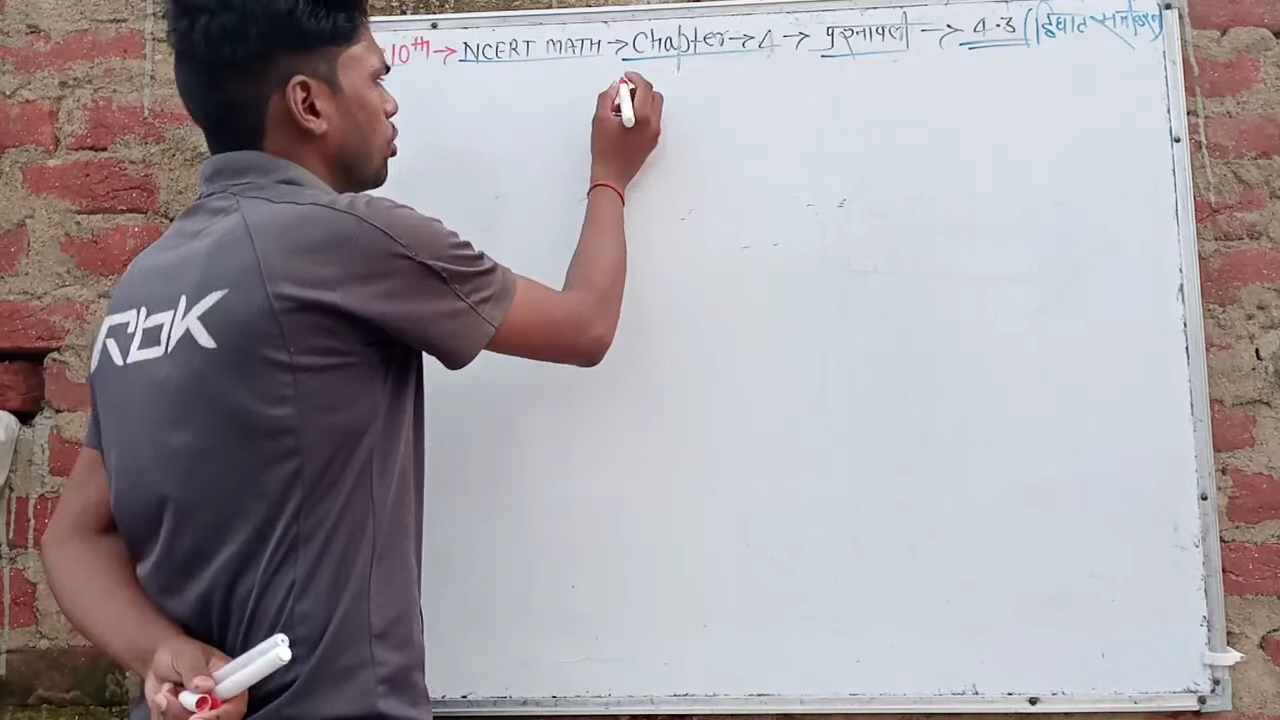 10th → NCERT MATH → Chapter → 4 → प्रश्नावली → 4.3 (द्विघात समीकरण)
RbK